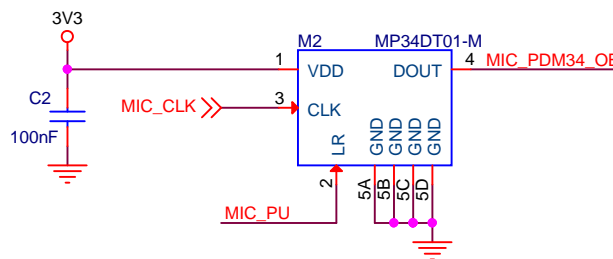 3V3
M2 MP34DT01-M
1 VDD DOUT 4 MIC_PDM34_OE
C2
100nF
MIC_CLK 3 CLK
LR GND GND GND GND
2 5A 5B 5C 5D
MIC_PU